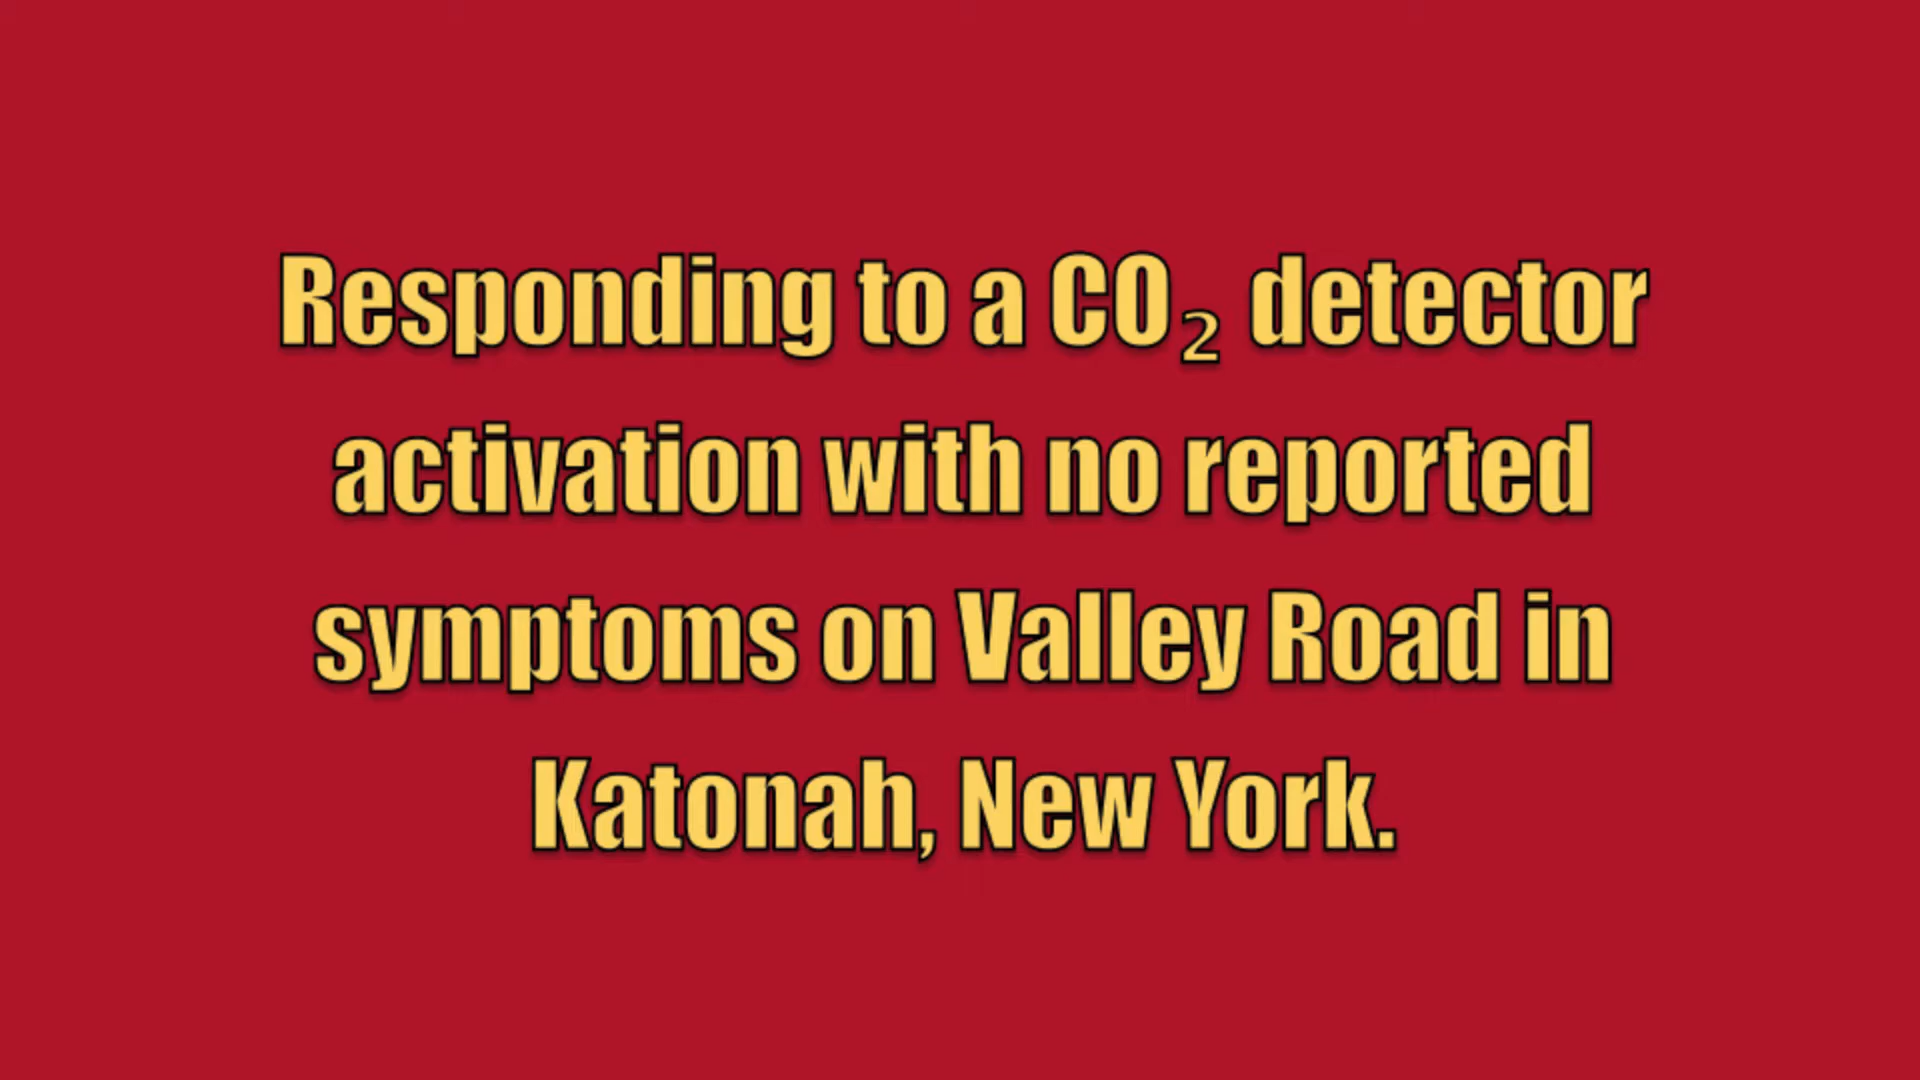 Responding to a CO₂ detector
activation with no reported
symptoms on Valley Road in
Katonah, New York.